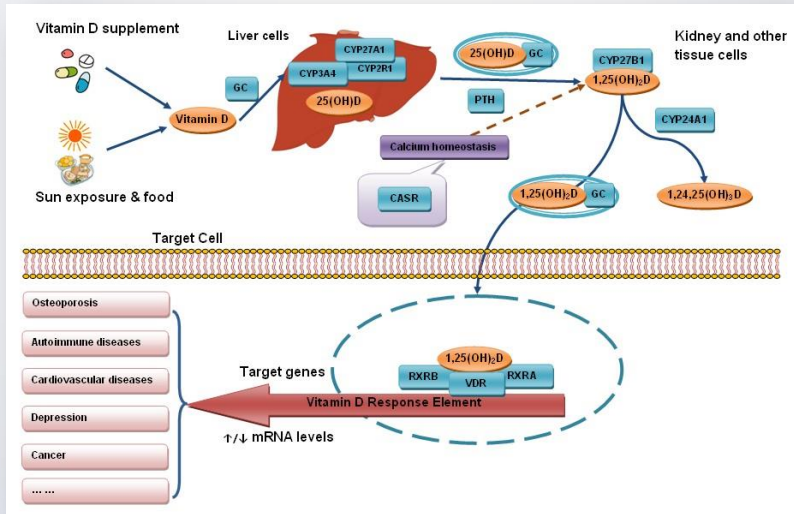 Vitamin D supplement
Liver cells
Kidney and other
tissue cells
CYP27A1
CYP3A4
CYP2R1
25(OH)D
GC
25(OH)D
GC
CYP27B1
1,25(OH)₂D
Vitamin D
PTH
CYP24A1
Calcium homeostasis
CASR
1,25(OH)₂D
GC
1,24,25(OH)₃D
Sun exposure & food
Target Cell
Osteoporosis
Autoimmune diseases
Cardiovascular diseases
Depression
Cancer
... ...
1,25(OH)₂D
RXRB
VDR
RXRA
Target genes
Vitamin D Response Element
↑/↓ mRNA levels